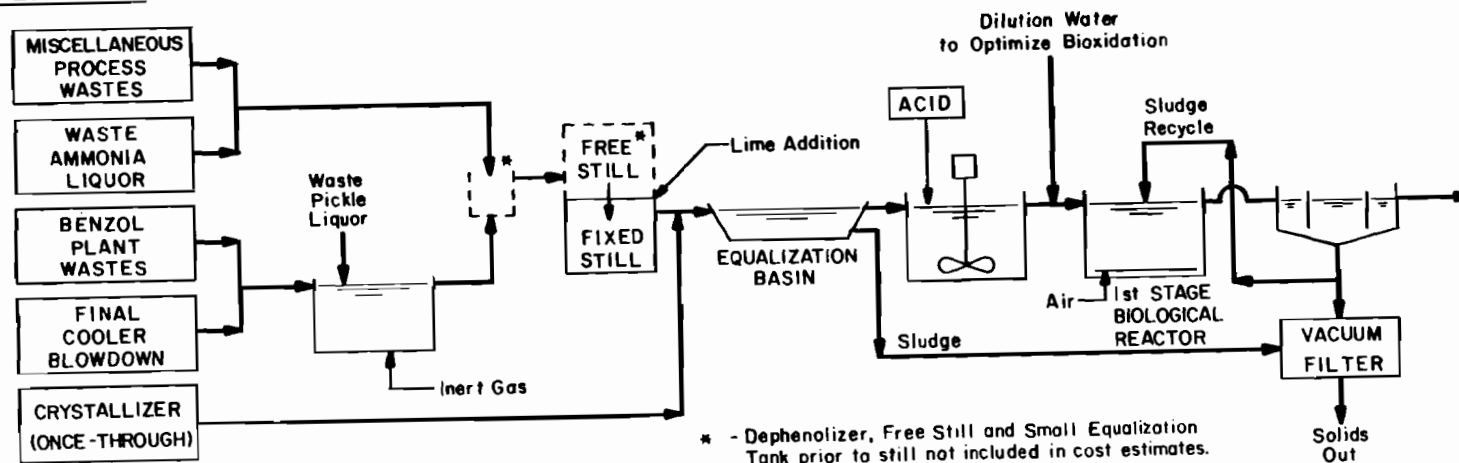 MISCELLANEOUS
PROCESS
WASTES
WASTE
AMMONIA
LIQUOR
BENZOL
PLANT
WASTES
FINAL
COOLER
BLOWDOWN
CRYSTALLIZER
(ONCE-THROUGH)
Waste
Pickle
Liquor
Inert Gas
*
FREE *
STILL
FIXED
STILL
Lime Addition
EQUALIZATION
BASIN
Sludge
ACID
Dilution Water
to Optimize Bioxidation
Sludge
Recycle
Air
1st STAGE
BIOLOGICAL
REACTOR
VACUUM
FILTER
Solids
Out
* - Dephenolizer, Free Still and Small Equalization
Tank prior to still not included in cost estimates.